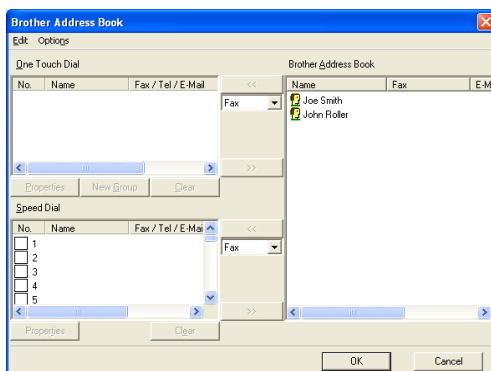 Brother Address Book
Edit Options
One Touch Dial
No. Name Fax / Tel / E-Mail
<<
Fax
>>
Properties New Group Clear
Speed Dial
No. Name Fax / Tel / E-Mai
1
2
3
4
5
<<
Fax
>>
Properties Clear
Brother Address Book
Name Fax E-M
Joe Smith
John Roller
OK Cancel